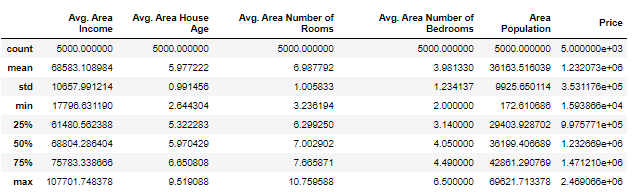 Avg. Area Income Avg. Area House Age Avg. Area Number of Rooms Avg. Area Number of Bedrooms Area Population Price
count 5000.000000 5000.000000 5000.000000 5000.000000 5000.000000 5.000000e+03
mean 68583.108984 5.977222 6.987792 3.981330 36163.516039 1.232073e+06
std 10657.991214 0.991456 1.005833 1.234137 9925.650114 3.531176e+05
min 17796.631190 2.644304 3.236194 2.000000 172.610686 1.593866e+04
25% 61480.562388 5.322283 6.299250 3.140000 29403.928702 9.975771e+05
50% 68804.286404 5.970429 7.002902 4.050000 36199.406689 1.232669e+06
75% 75783.338666 6.650808 7.665871 4.490000 42861.290769 1.471210e+06
max 107701.748378 9.519088 10.759588 6.500000 69621.713378 2.469066e+06